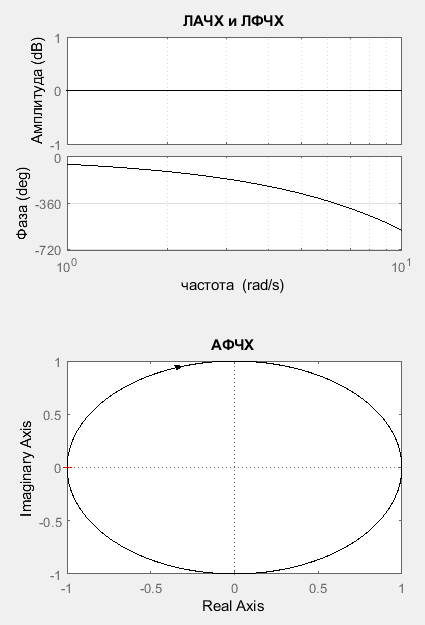 ЛАЧХ и ЛФЧХ
Амплитуда (dB)
1
0
-1
Фаза (deg)
0
-360
-720
10^0
10^1
частота (rad/s)
АФЧХ
Imaginary Axis
1
0.5
0
-0.5
-1
-1
-0.5
0
0.5
1
Real Axis